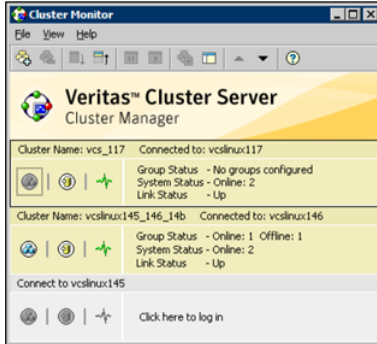 Cluster Monitor
File View Help
Veritas™ Cluster Server
Cluster Manager
Cluster Name: vcs_117 Connected to: vcslinux117
Group Status - No groups configured
System Status - Online: 2
Link Status - Up
Cluster Name: vcslinux145_146_14b Connected to: vcslinux146
Group Status - Online: 1 Offline: 1
System Status - Online: 2
Link Status - Up
Connect to vcslinux145
Click here to log in